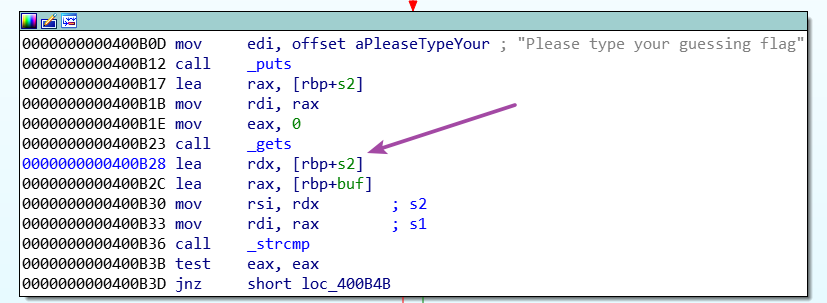 0000000000400B0D mov     edi, offset aPleaseTypeYour ; "Please type your guessing flag"
0000000000400B12 call    _puts
0000000000400B17 lea     rax, [rbp+s2]
0000000000400B1B mov     rdi, rax
0000000000400B1E mov     eax, 0
0000000000400B23 call    _gets
0000000000400B28 lea     rdx, [rbp+s2]
0000000000400B2C lea     rax, [rbp+buf]
0000000000400B30 mov     rsi, rdx        ; s2
0000000000400B33 mov     rdi, rax        ; s1
0000000000400B36 call    _strcmp
0000000000400B3B test    eax, eax
0000000000400B3D jnz     short loc_400B4B